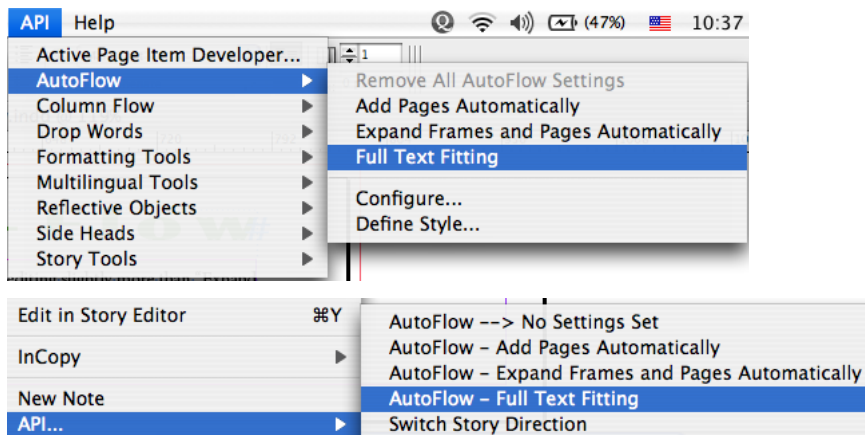 API Help (47%) 10:37
Active Page Item Developer... 1
AutoFlow
Column Flow
Drop Words
Formatting Tools
Multilingual Tools
Reflective Objects
Side Heads
Story Tools
Remove All AutoFlow Settings
Add Pages Automatically
Expand Frames and Pages Automatically
Full Text Fitting
Configure...
Define Style...
Edit in Story Editor ⌘Y
InCopy
New Note
API...
AutoFlow --> No Settings Set
AutoFlow – Add Pages Automatically
AutoFlow – Expand Frames and Pages Automatically
AutoFlow – Full Text Fitting
Switch Story Direction